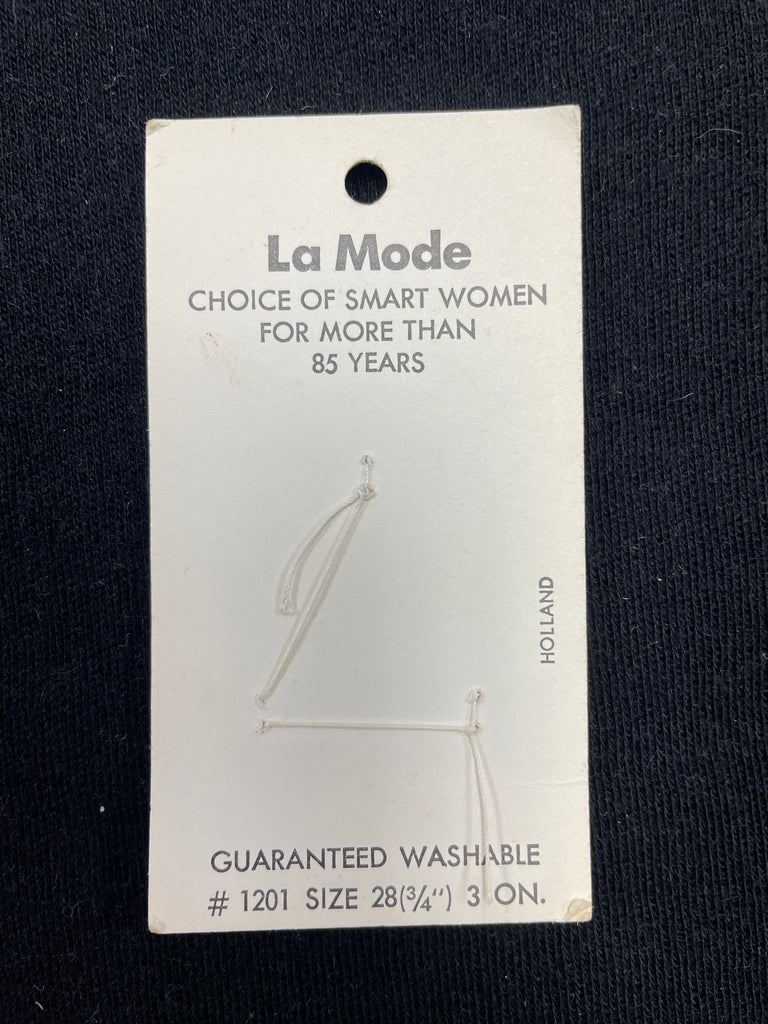 La Mode
CHOICE OF SMART WOMEN
FOR MORE THAN
85 YEARS
HOLLAND
GUARANTEED WASHABLE
# 1201 SIZE 28(3/4") 3 ON.